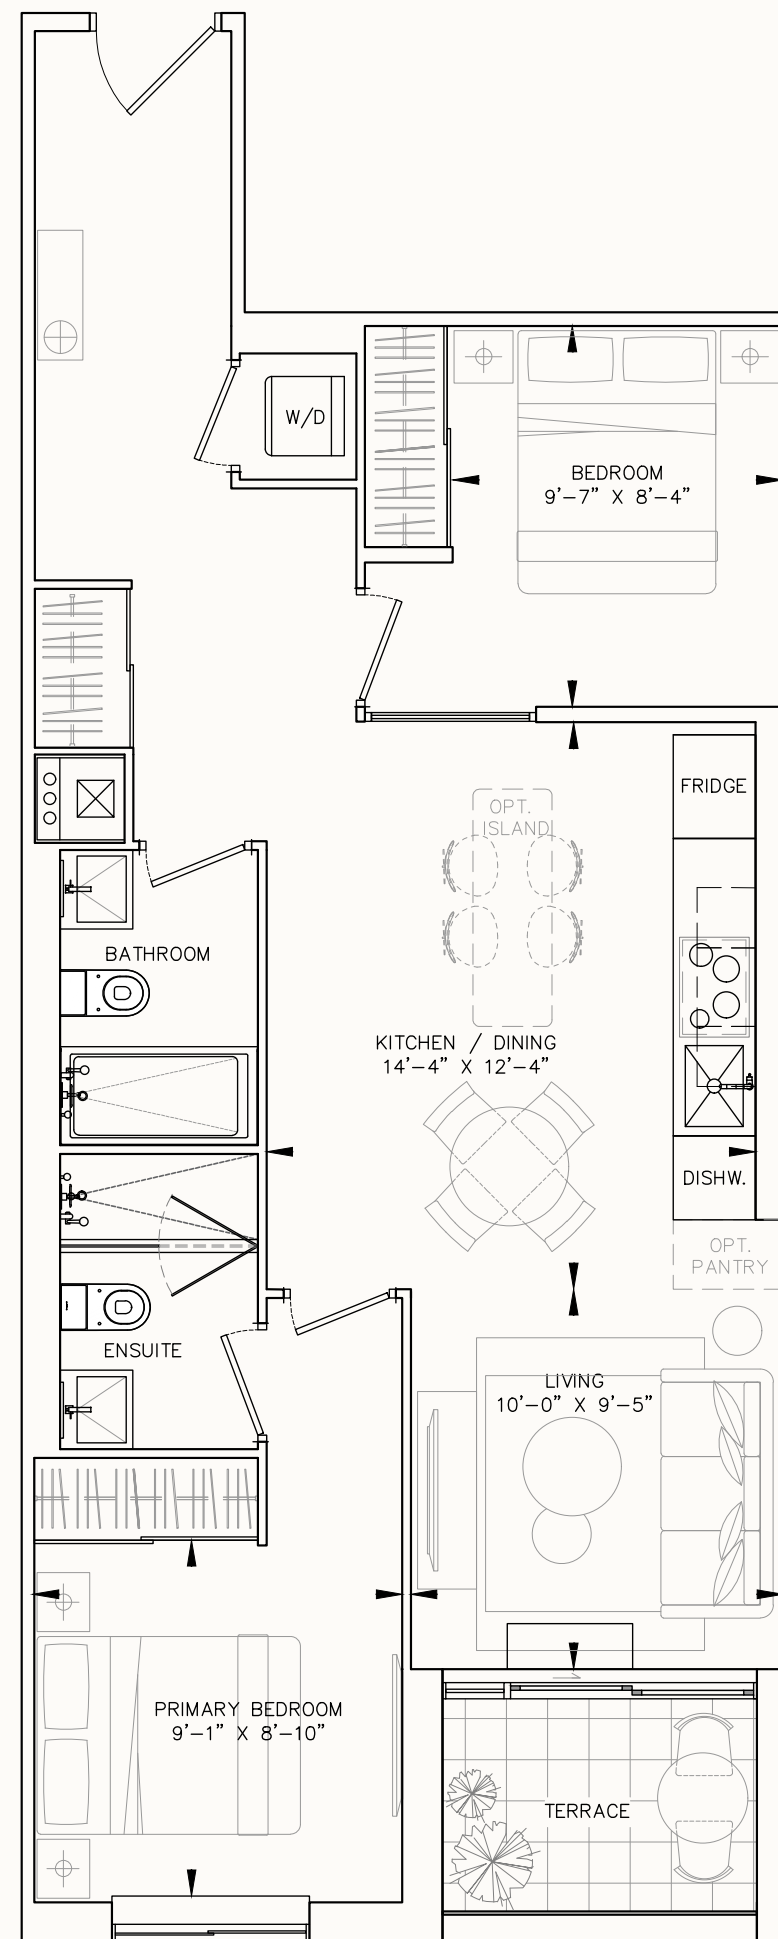 W/D
BEDROOM
9'-7" X 8'-4"
FRIDGE
OPT.
ISLAND
BATHROOM
KITCHEN / DINING
14'-4" X 12'-4"
DISHW.
OPT.
PANTRY
ENSUITE
LIVING
10'-0" X 9'-5"
PRIMARY BEDROOM
9'-1" X 8'-10"
TERRACE